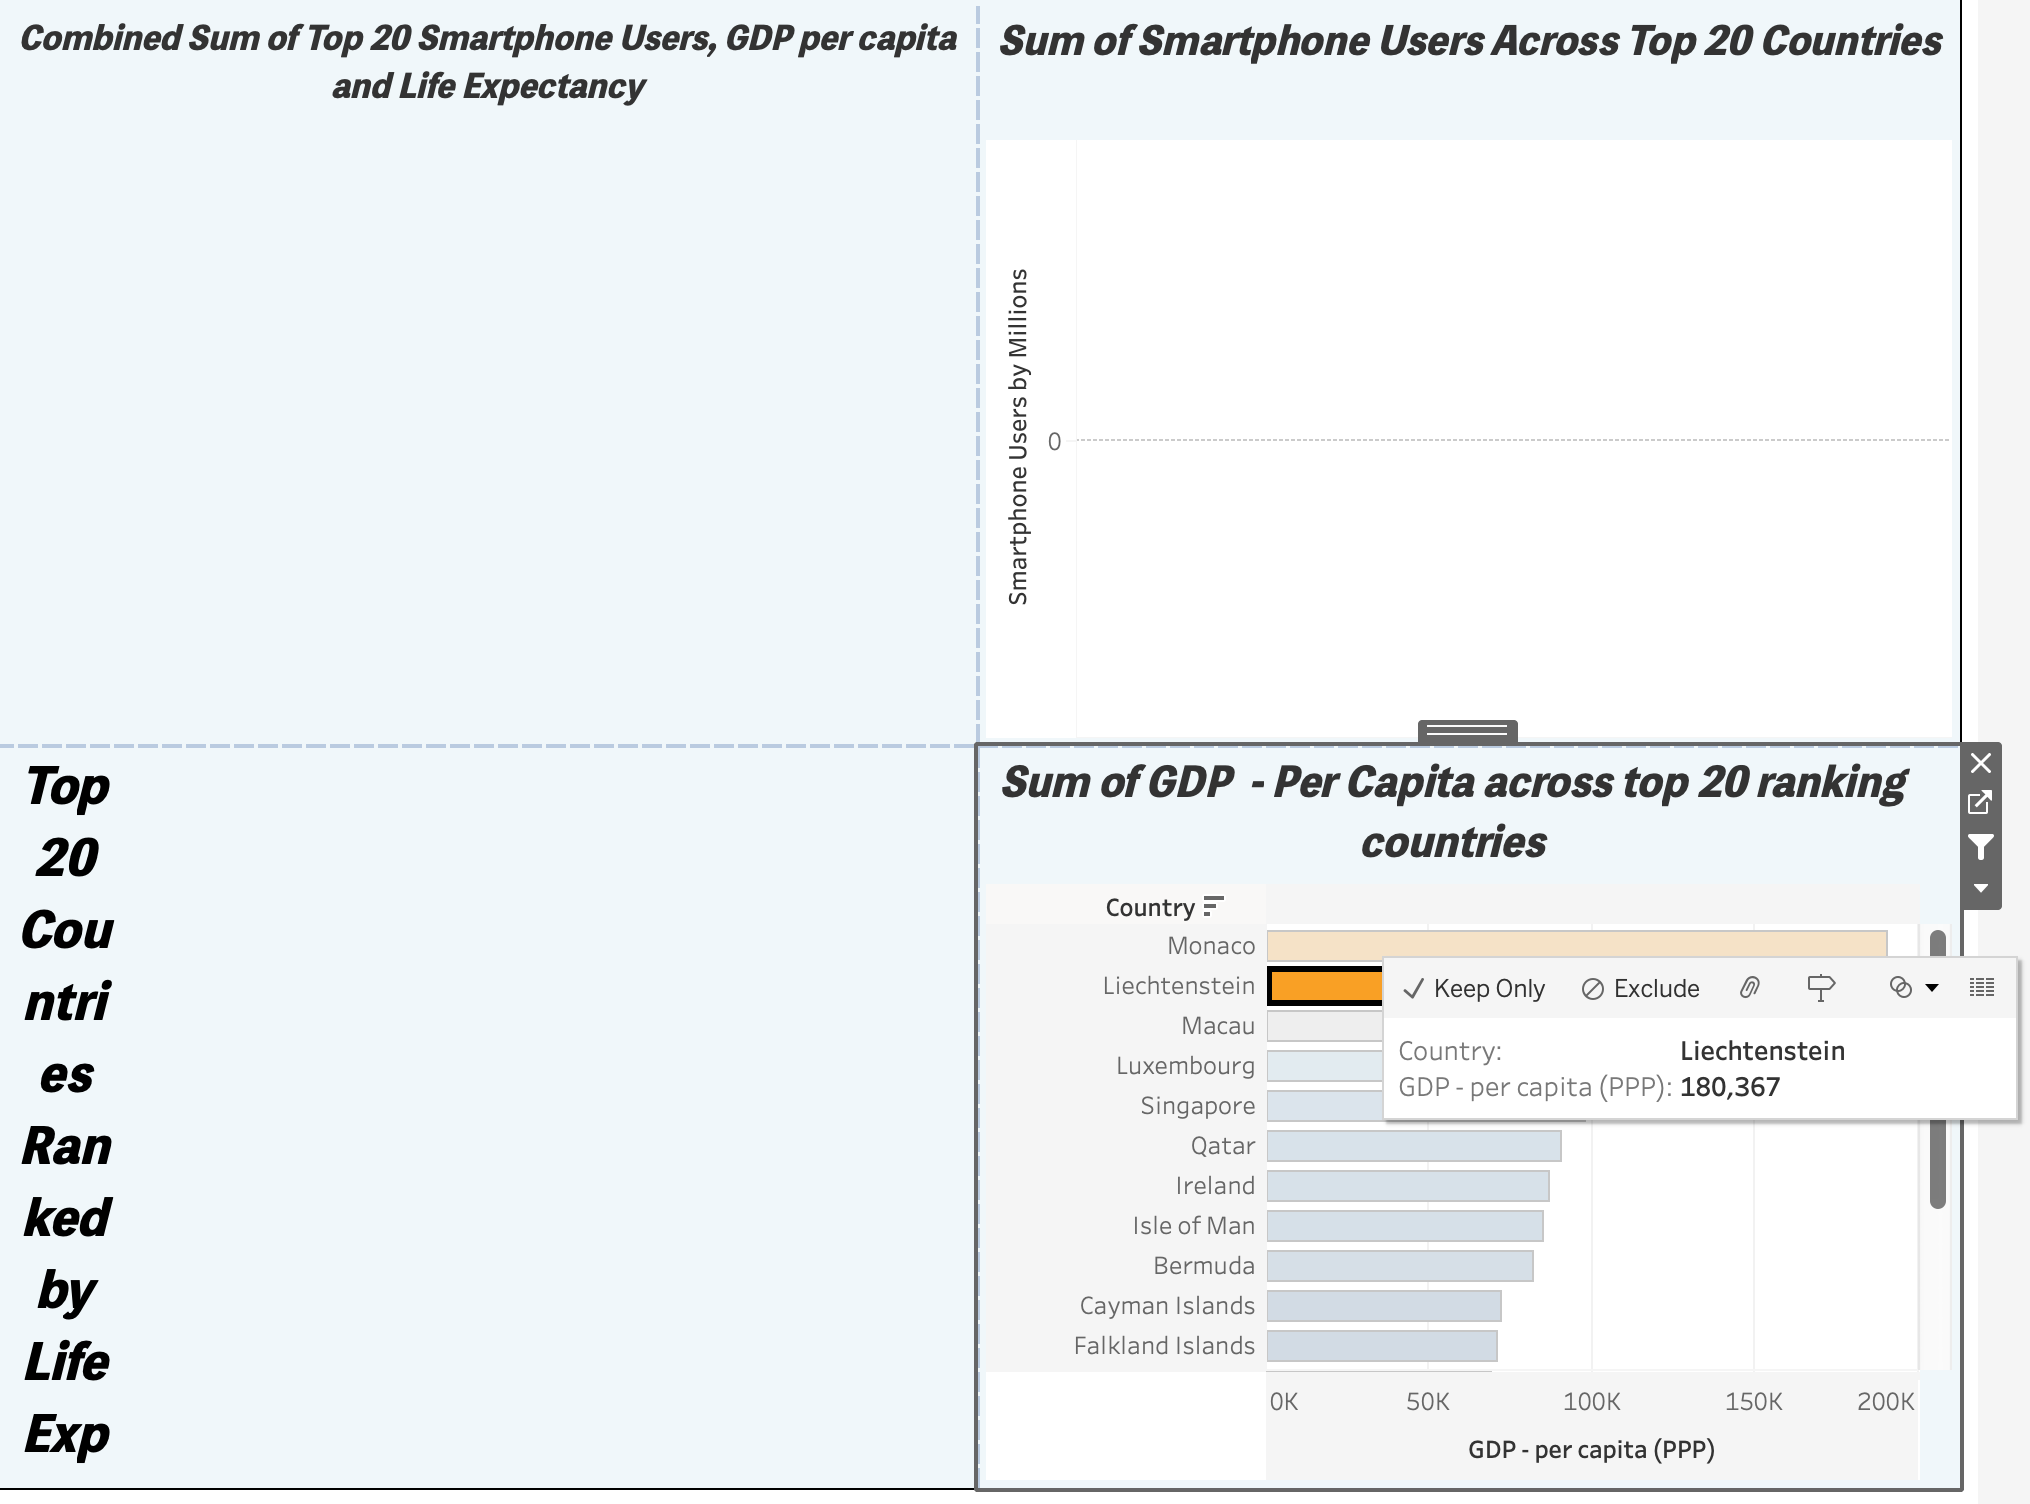 Combined Sum of Top 20 Smartphone Users, GDP per capita
and Life Expectancy
Sum of Smartphone Users Across Top 20 Countries
Smartphone Users by Millions
0
Top
20
Cou
ntri
es
Ran
ked
by
Life
Exp
Sum of GDP - Per Capita across top 20 ranking
countries
Country
Monaco
Liechtenstein
Macau
Luxembourg
Singapore
Qatar
Ireland
Isle of Man
Bermuda
Cayman Islands
Falkland Islands
Keep Only Exclude
Country: Liechtenstein
GDP - per capita (PPP): 180,367
0K 50K 100K 150K 200K
GDP - per capita (PPP)